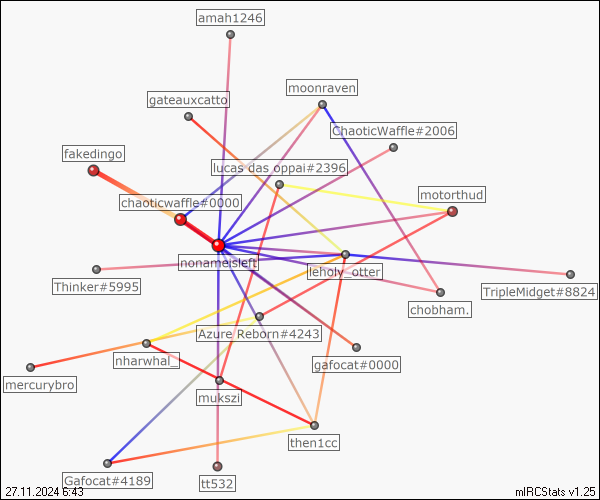 amah1246
moonraven
gateauxcatto
ChaoticWaffle#2006
fakedingo
lucas das oppai#2396
motorthud
chaoticwaffle#0000
nonameisleft
leholy_otter
Thinker#5995
TripleMidget#8824
chobham.
Azure Reborn#4243
nharwhal_
gafocat#0000
mercurybro
mukszi
then1cc
Gafocat#4189
tt532
27.11.2024 6:43
mIRCStats v1.25